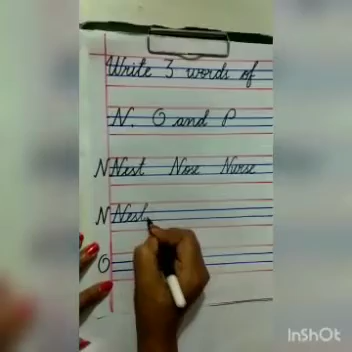 Write 3 words of
N, O and P
N Nest Nose Nurse
N Nest
O
InShOt